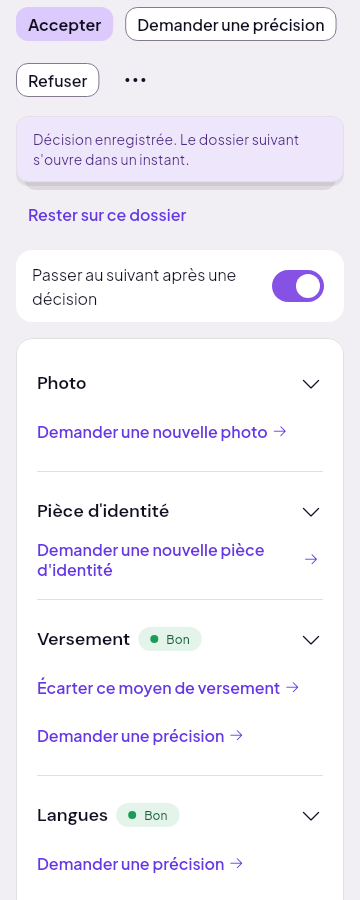 Accepter
Demander une précision
Refuser
Décision enregistrée. Le dossier suivant
s'ouvre dans un instant.
Rester sur ce dossier
Passer au suivant après une
décision
Photo
Demander une nouvelle photo →
Pièce d'identité
Demander une nouvelle pièce
d'identité →
Versement Bon
Écarter ce moyen de versement →
Demander une précision →
Langues Bon
Demander une précision →